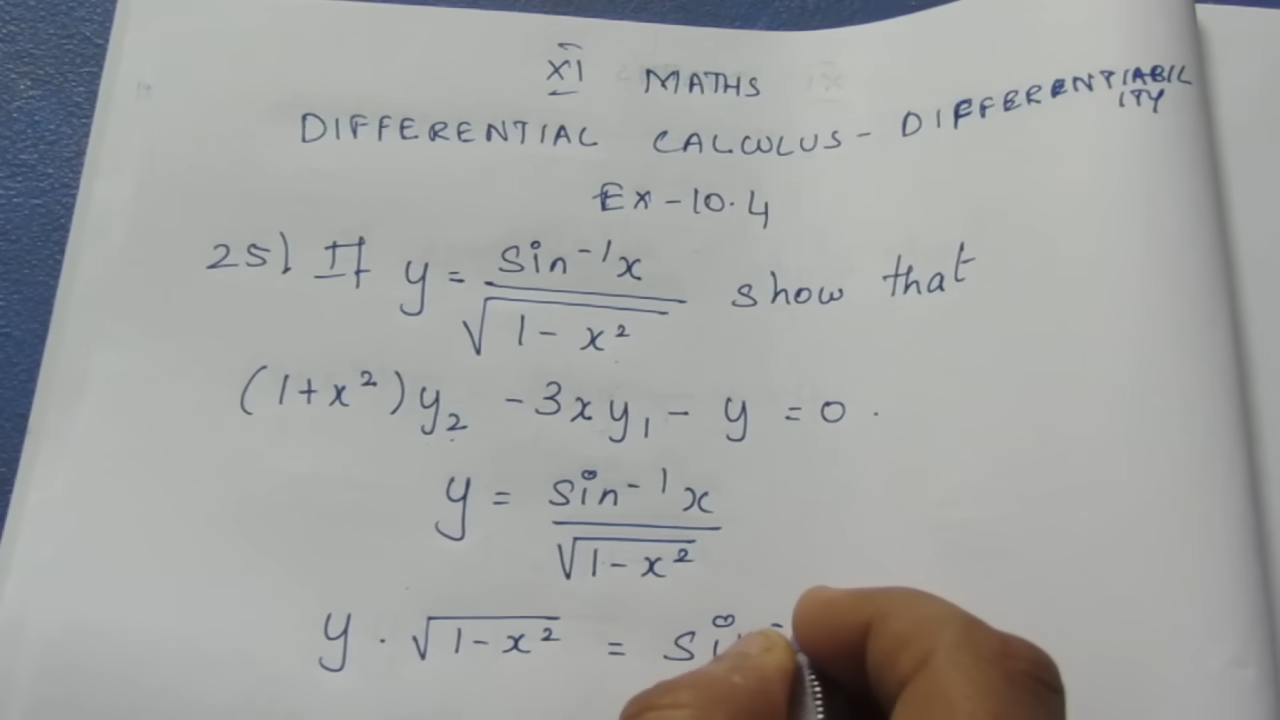 XI MATHS
DIFFERENTIAL CALCULUS - DIFFERENTIABILITY
EX - 10.4
25) If y = sin⁻¹x / √(1 - x²) show that
(1+x²)y₂ - 3xy₁ - y = 0.
y = sin⁻¹x / √(1 - x²)
y . √(1 - x²) =